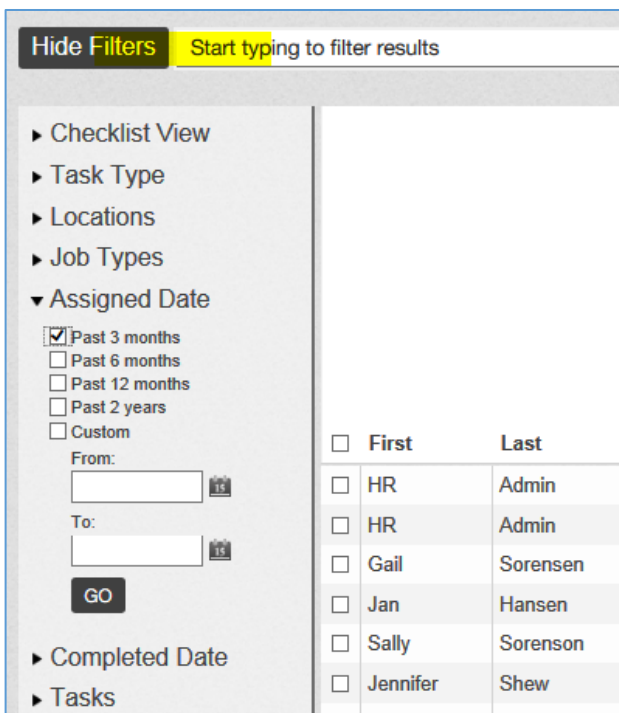 Hide Filters Start typing to filter results
Checklist View
Task Type
Locations
Job Types
Assigned Date
Past 3 months
Past 6 months
Past 12 months
Past 2 years
Custom
From:
15
To:
15
GO
Completed Date
Tasks
First Last
HR Admin
HR Admin
Gail Sorensen
Jan Hansen
Sally Sorenson
Jennifer Shew